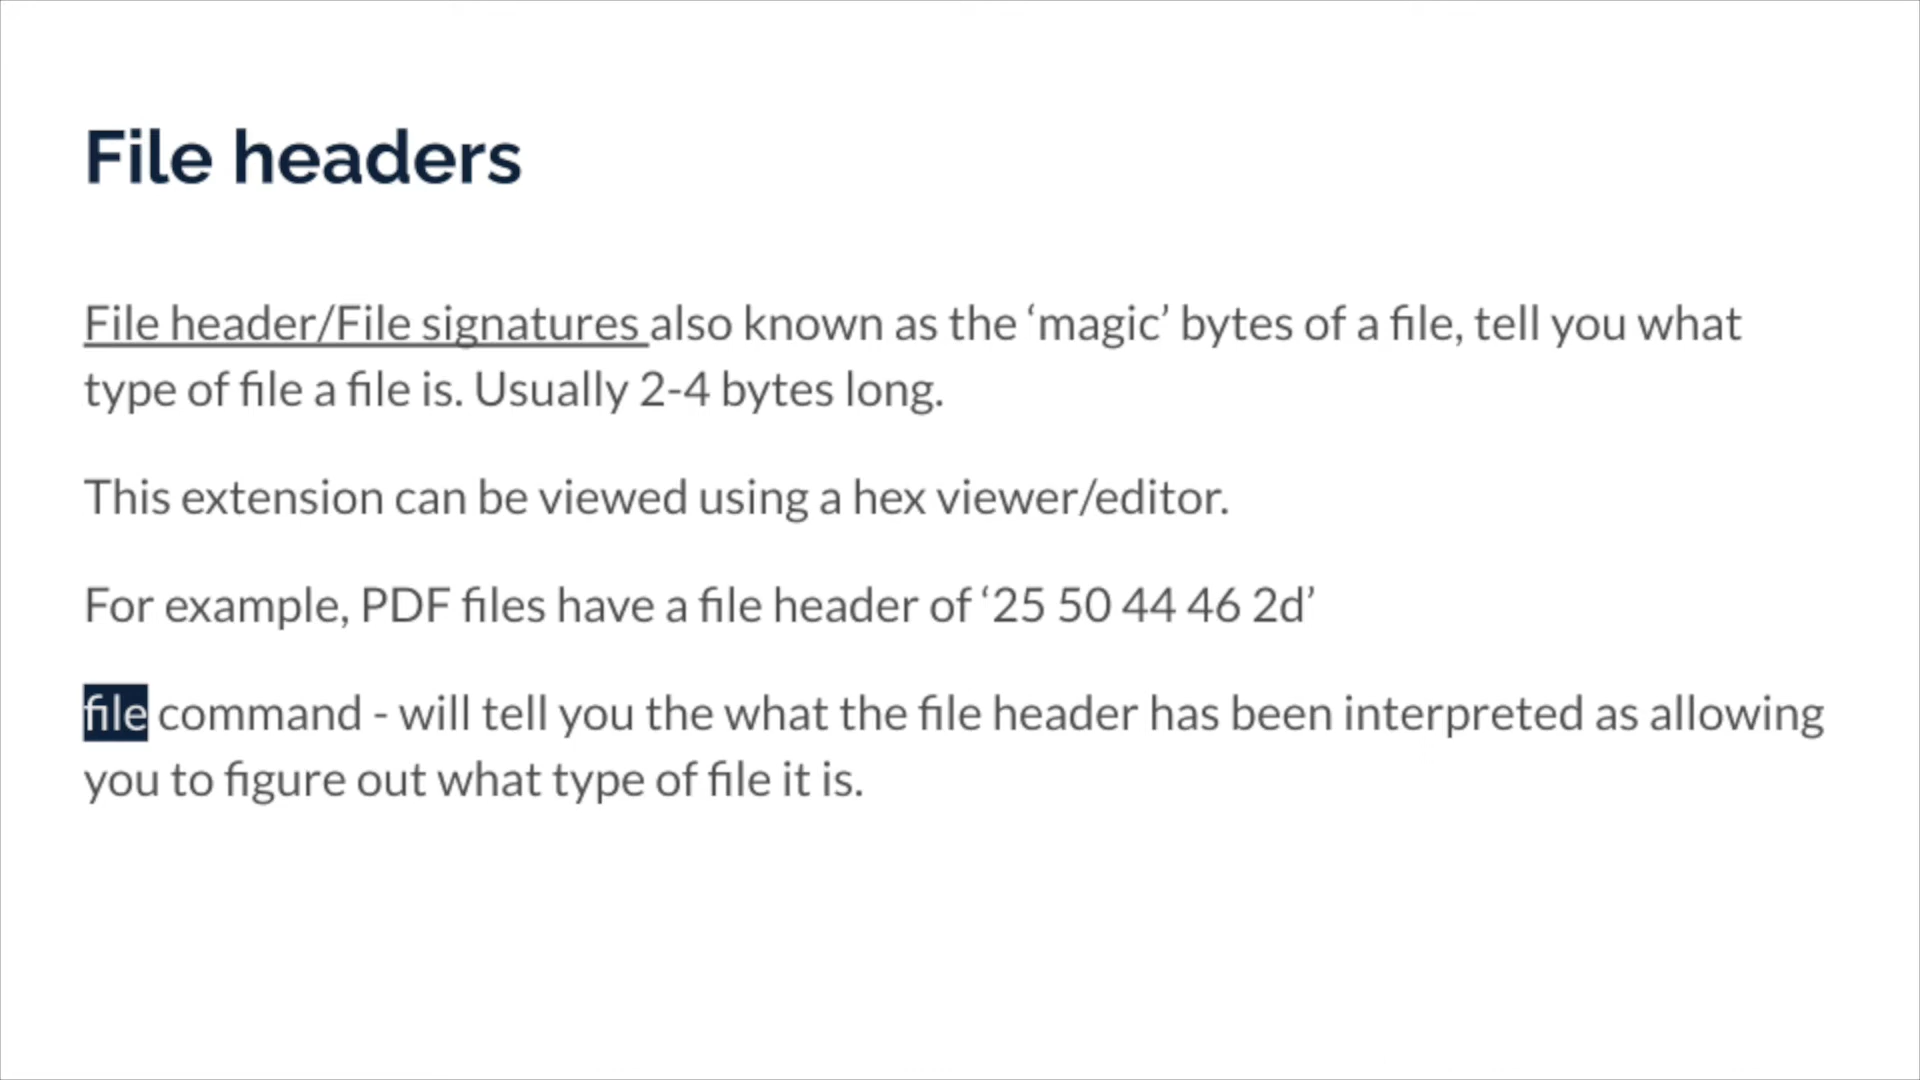 File headers
File header/File signatures also known as the ‘magic’ bytes of a file, tell you what
type of file a file is. Usually 2-4 bytes long.
This extension can be viewed using a hex viewer/editor.
For example, PDF files have a file header of ‘25 50 44 46 2d’
file command - will tell you the what the file header has been interpreted as allowing
you to figure out what type of file it is.